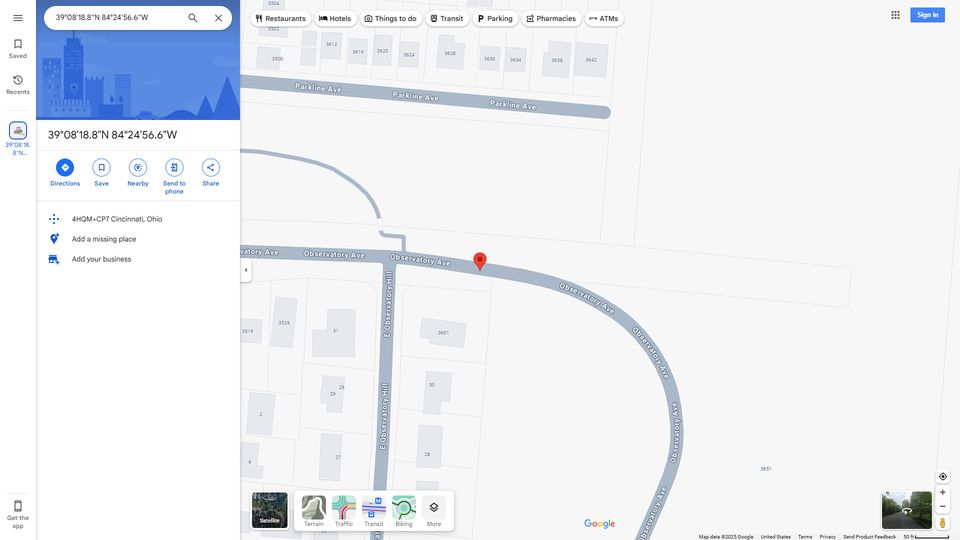 39°08'18.8"N 84°24'56.6"W
Restaurants
Hotels
Things to do
Transit
Parking
Pharmacies
ATMs
Sign in
Saved
Recents
39°08'18.
8"N...
39°08'18.8"N 84°24'56.6"W
Directions
Save
Nearby
Send to
phone
Share
4HQM+CP7 Cincinnati, Ohio
Add a missing place
Add your business
Get the
app
3504
3502
3500
3612
3616
3620
3624
3628
3630
3634
3638
3642
Parkline Ave
Parkline Ave
Parkline Ave
vatory Ave
Observatory Ave
Observatory Ave
Observatory Ave
Observatory Ave
Observatory Ave
servatory Ave
E Observatory Hill
E Observatory Hill
3519
3529
31
3601
29
29
30
2
6
27
28
3651
Satellite
Terrain
Traffic
Transit
Biking
More
Google
Map data ©2025 Google
United States
Terms
Privacy
Send Product Feedback
50 ft